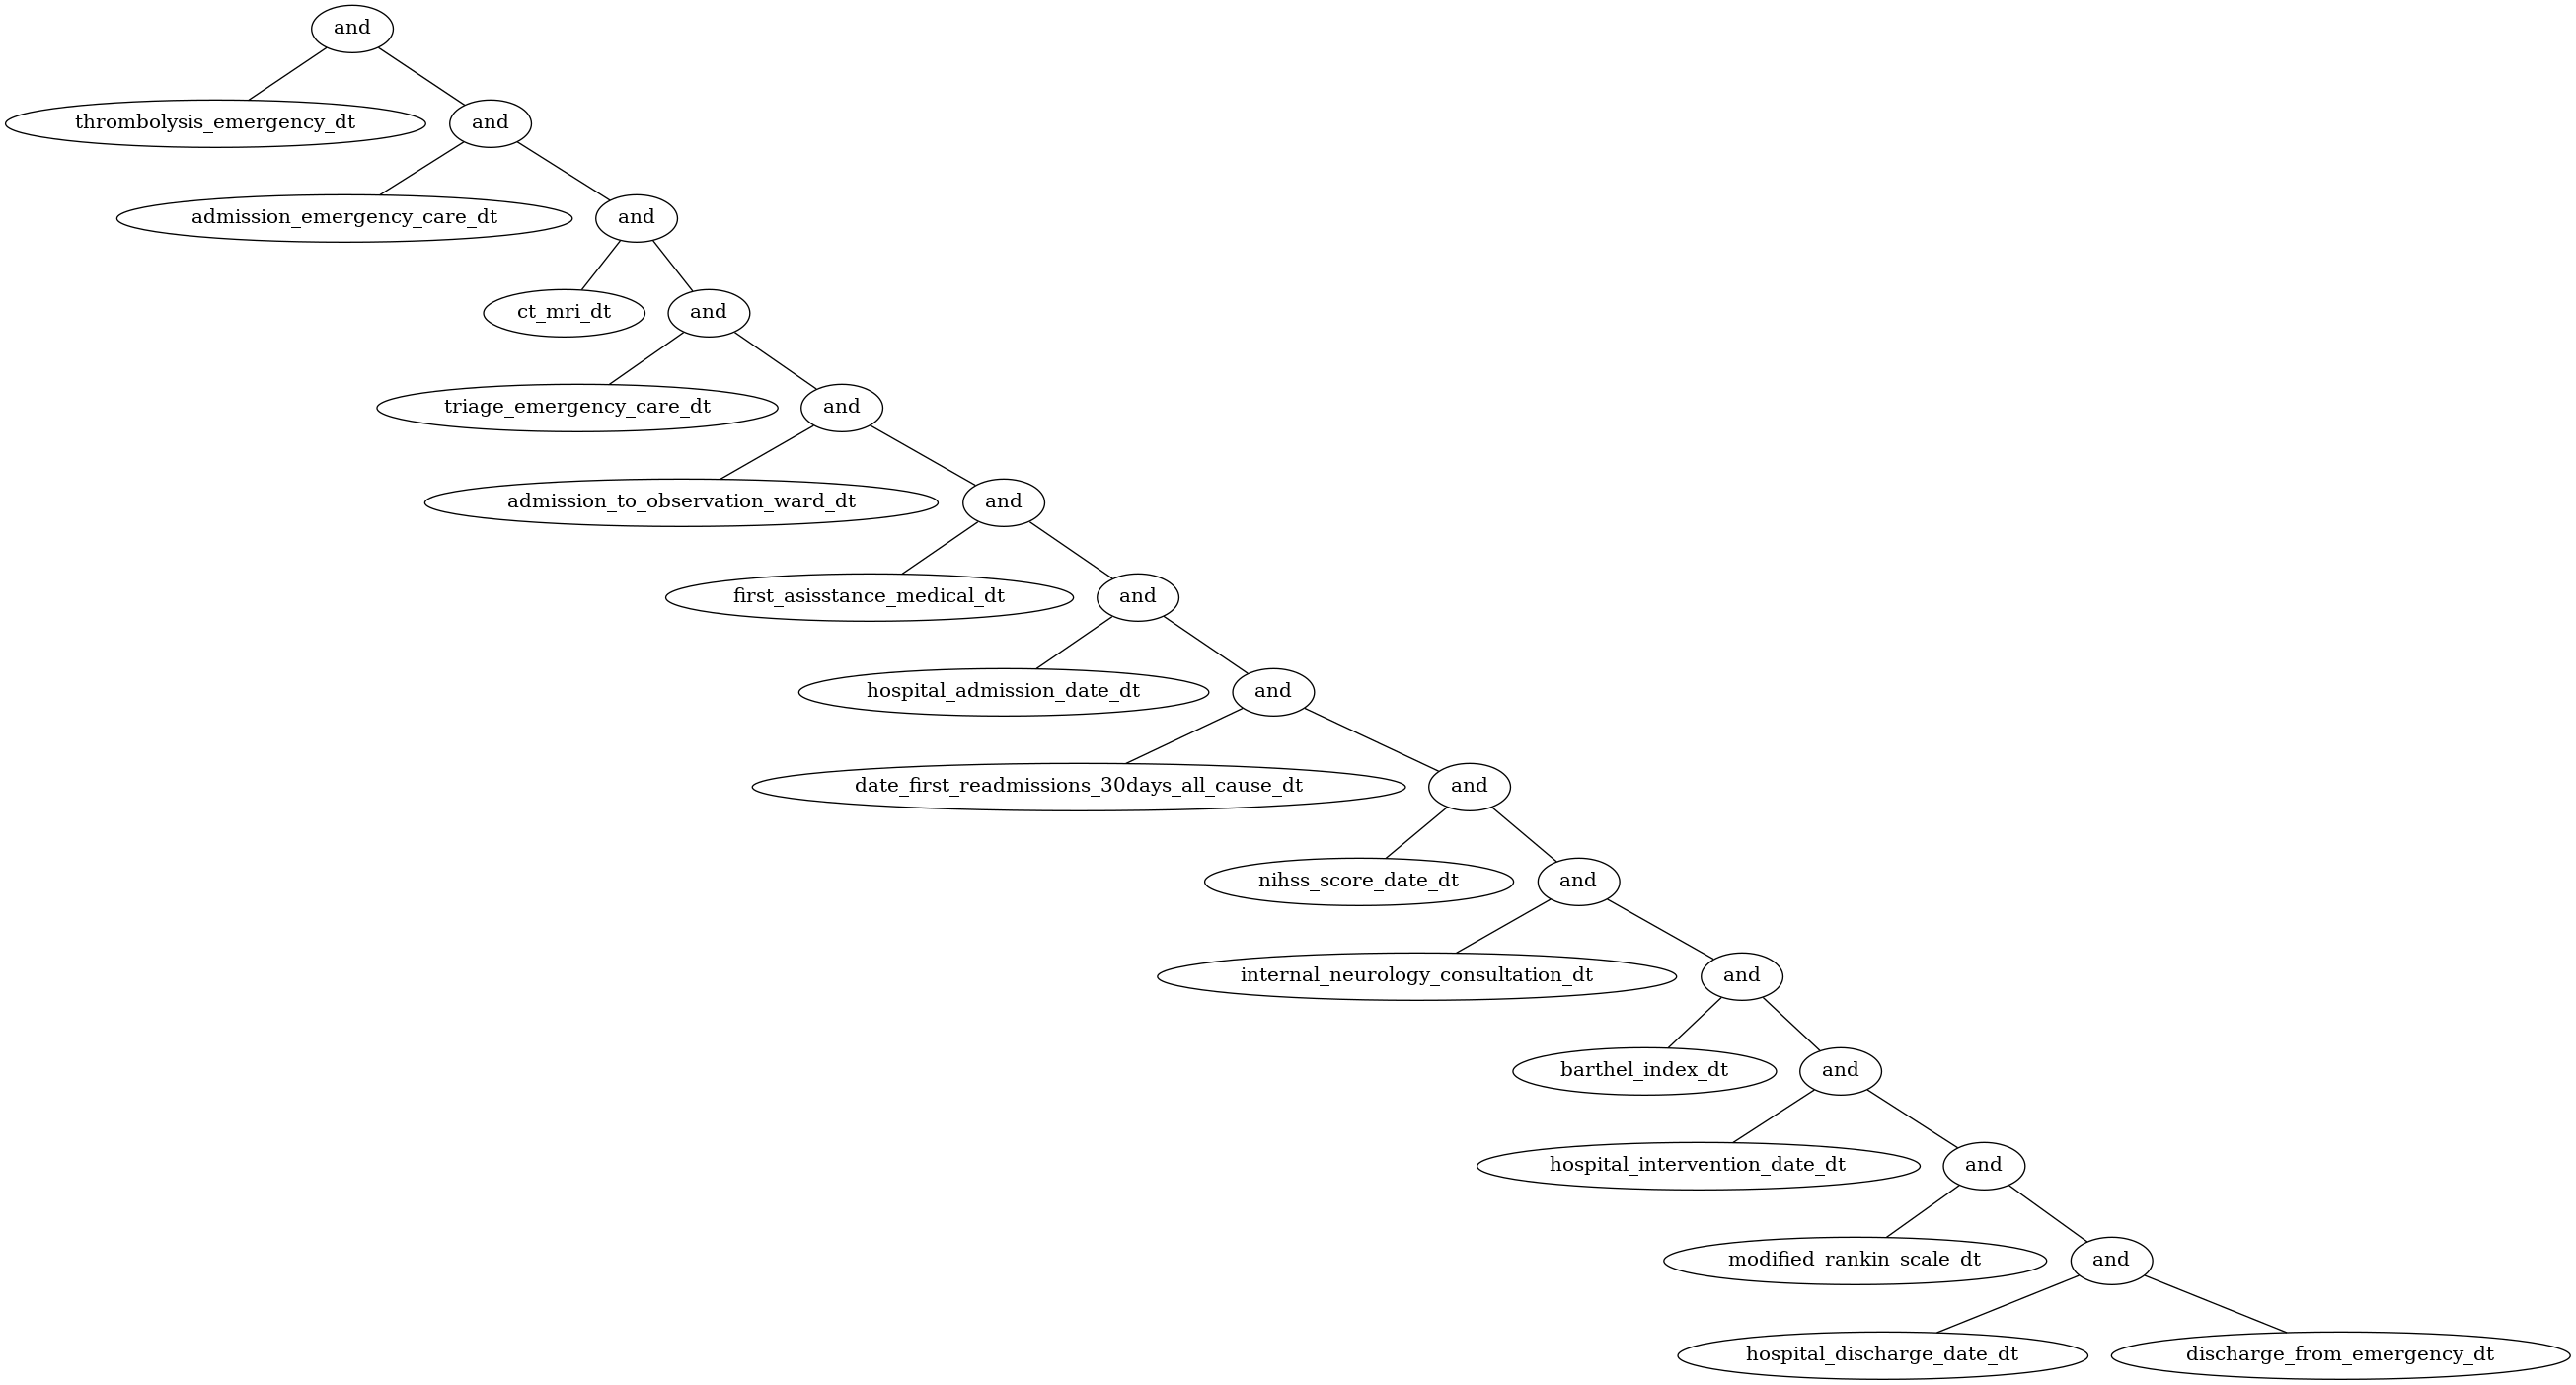 and
thrombolysis_emergency_dt
and
admission_emergency_care_dt
and
ct_mri_dt
and
triage_emergency_care_dt
and
admission_to_observation_ward_dt
and
first_asisstance_medical_dt
and
hospital_admission_date_dt
and
date_first_readmissions_30days_all_cause_dt
and
nihss_score_date_dt
and
internal_neurology_consultation_dt
and
barthel_index_dt
and
hospital_intervention_date_dt
and
modified_rankin_scale_dt
and
hospital_discharge_date_dt
discharge_from_emergency_dt